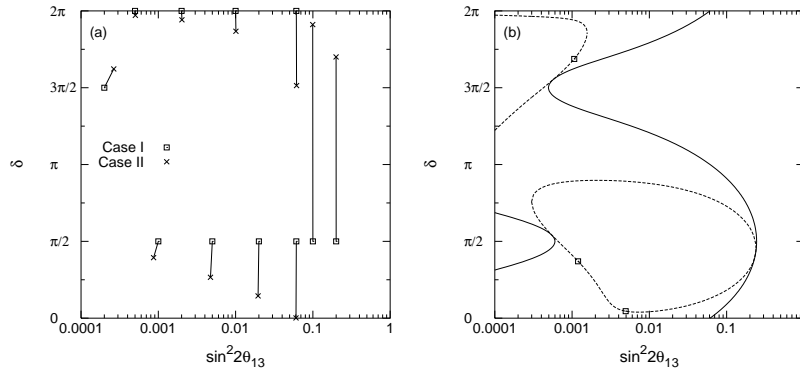 2π
(a)
3π/2
Case I
Case II
δ
π
π/2
0
0.0001
0.001
0.01
0.1
1
sin²2θ₁₃
2π
(b)
3π/2
δ
π
π/2
0
0.0001
0.001
0.01
0.1
sin²2θ₁₃